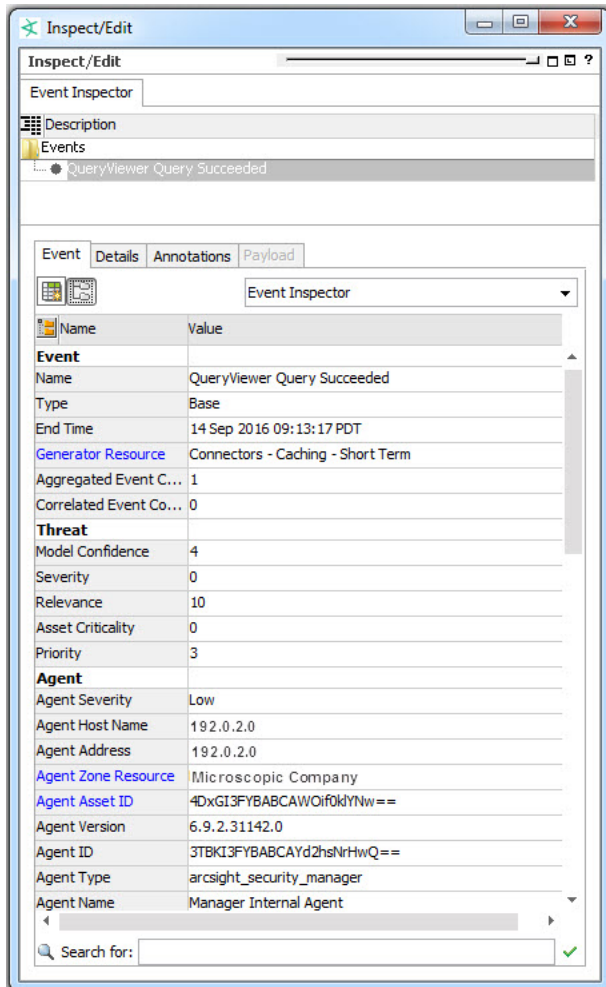 Inspect/Edit
Inspect/Edit ?
Event Inspector
Description
Events
QueryViewer Query Succeeded
Event Details Annotations Payload
Event Inspector
Name Value
Event
Name QueryViewer Query Succeeded
Type Base
End Time 14 Sep 2016 09:13:17 PDT
Generator Resource Connectors - Caching - Short Term
Aggregated Event C... 1
Correlated Event Co... 0
Threat
Model Confidence 4
Severity 0
Relevance 10
Asset Criticality 0
Priority 3
Agent
Agent Severity Low
Agent Host Name 192.0.2.0
Agent Address 192.0.2.0
Agent Zone Resource Microscopic Company
Agent Asset ID 4DxGI3FYBABCAWOif0klYNw==
Agent Version 6.9.2.31142.0
Agent ID 3TBKI3FYBABCAYd2hsNrHwQ==
Agent Type arcsight_security_manager
Agent Name Manager Internal Agent
Search for: